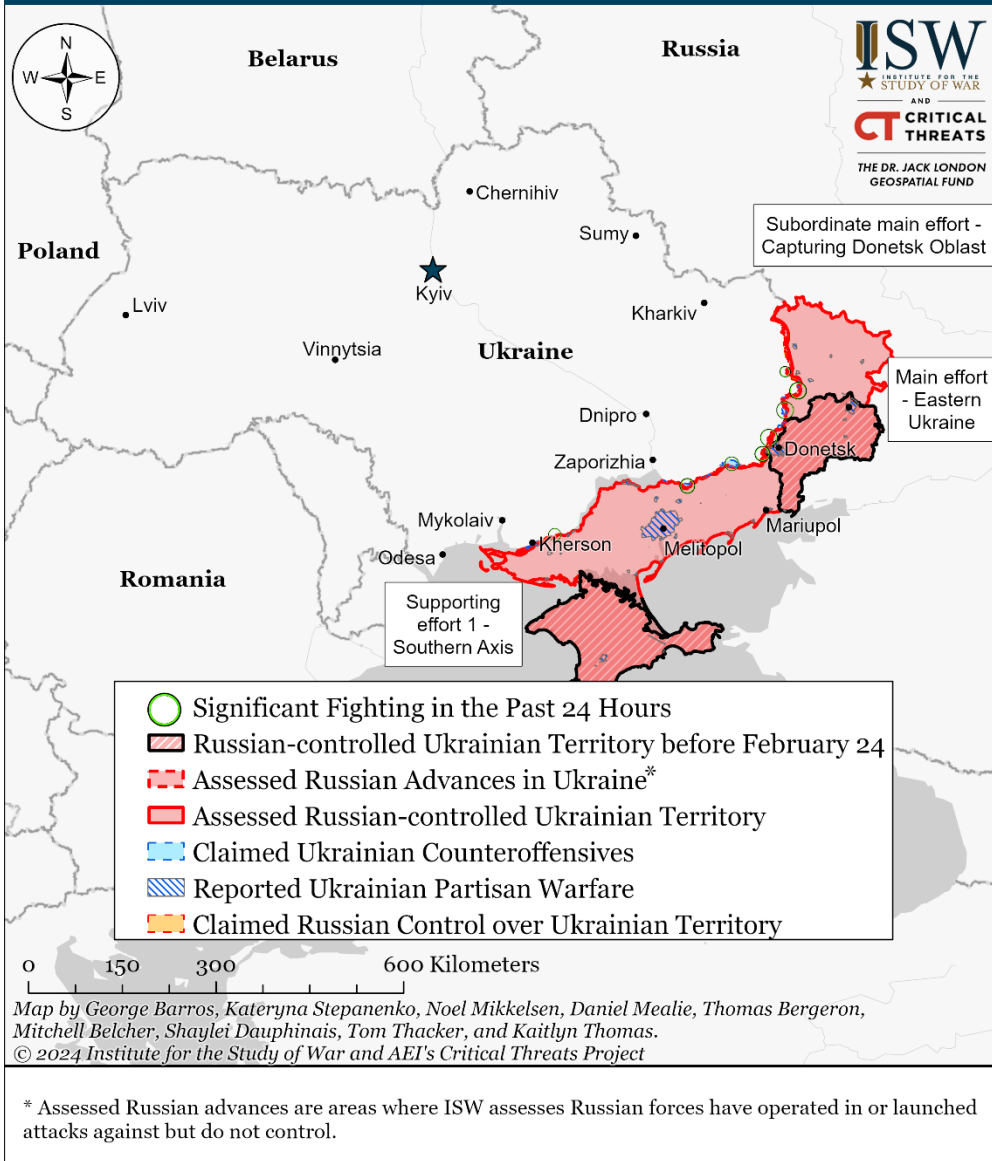 N
W
E
S
Belarus
Russia
ISW
INSTITUTE FOR THE
STUDY OF WAR
AND
CT CRITICAL
THREATS
THE DR. JACK LONDON
GEOSPATIAL FUND
Chernihiv
Sumy
Subordinate main effort -
Capturing Donetsk Oblast
Poland
Kyiv
Lviv
Kharkiv
Vinnytsia
Ukraine
Main effort
- Eastern
Ukraine
Dnipro
Donetsk
Zaporizhia
Mykolaiv
Mariupol
Kherson
Melitopol
Odesa
Romania
Supporting
effort 1 -
Southern Axis
Significant Fighting in the Past 24 Hours
Russian-controlled Ukrainian Territory before February 24
Assessed Russian Advances in Ukraine*
Assessed Russian-controlled Ukrainian Territory
Claimed Ukrainian Counteroffensives
Reported Ukrainian Partisan Warfare
Claimed Russian Control over Ukrainian Territory
0 150 300 600 Kilometers
Map by George Barros, Kateryna Stepanenko, Noel Mikkelsen, Daniel Mealie, Thomas Bergeron,
Mitchell Belcher, Shaylei Dauphinais, Tom Thacker, and Kaitlyn Thomas.
© 2024 Institute for the Study of War and AEI's Critical Threats Project
* Assessed Russian advances are areas where ISW assesses Russian forces have operated in or launched
attacks against but do not control.